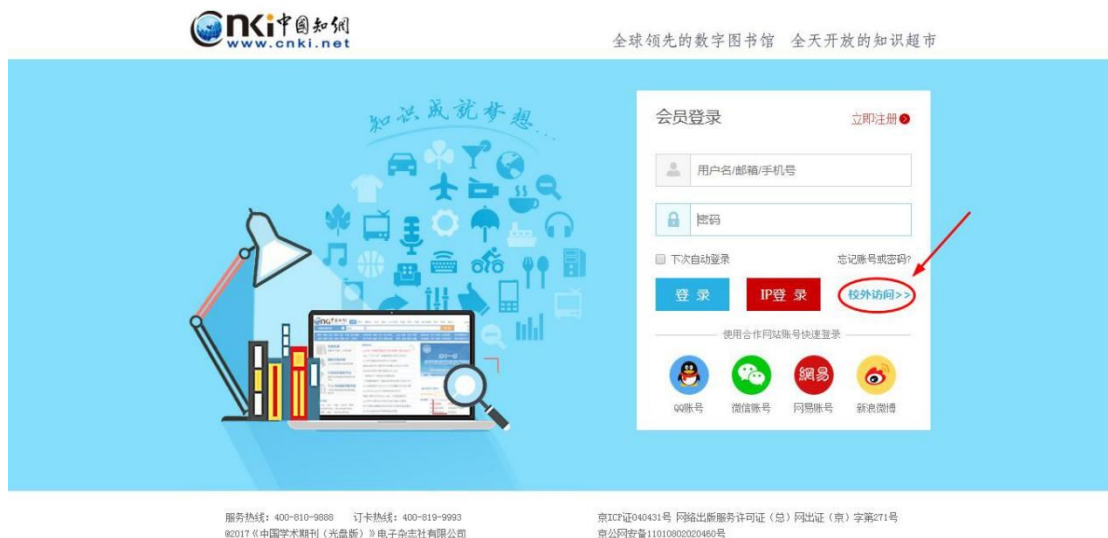 cnki中国知网
www.cnki.net
全球领先的数字图书馆 全天开放的知识超市
知识成就梦想...
会员登录
立即注册
用户名/邮箱/手机号
密码
下次自动登录
忘记账号或密码?
登 录
IP登 录
校外访问>>
使用合作网站账号快速登录
網易
QQ账号
微信账号
网易账号
新浪微博
服务热线: 400-810-9888 订卡热线: 400-819-9993
京ICP证040431号 网络出版服务许可证(总)网出证(京)字第271号
©2017《中国学术期刊(光盘版)》电子杂志社有限公司
京公网安备11010802020460号